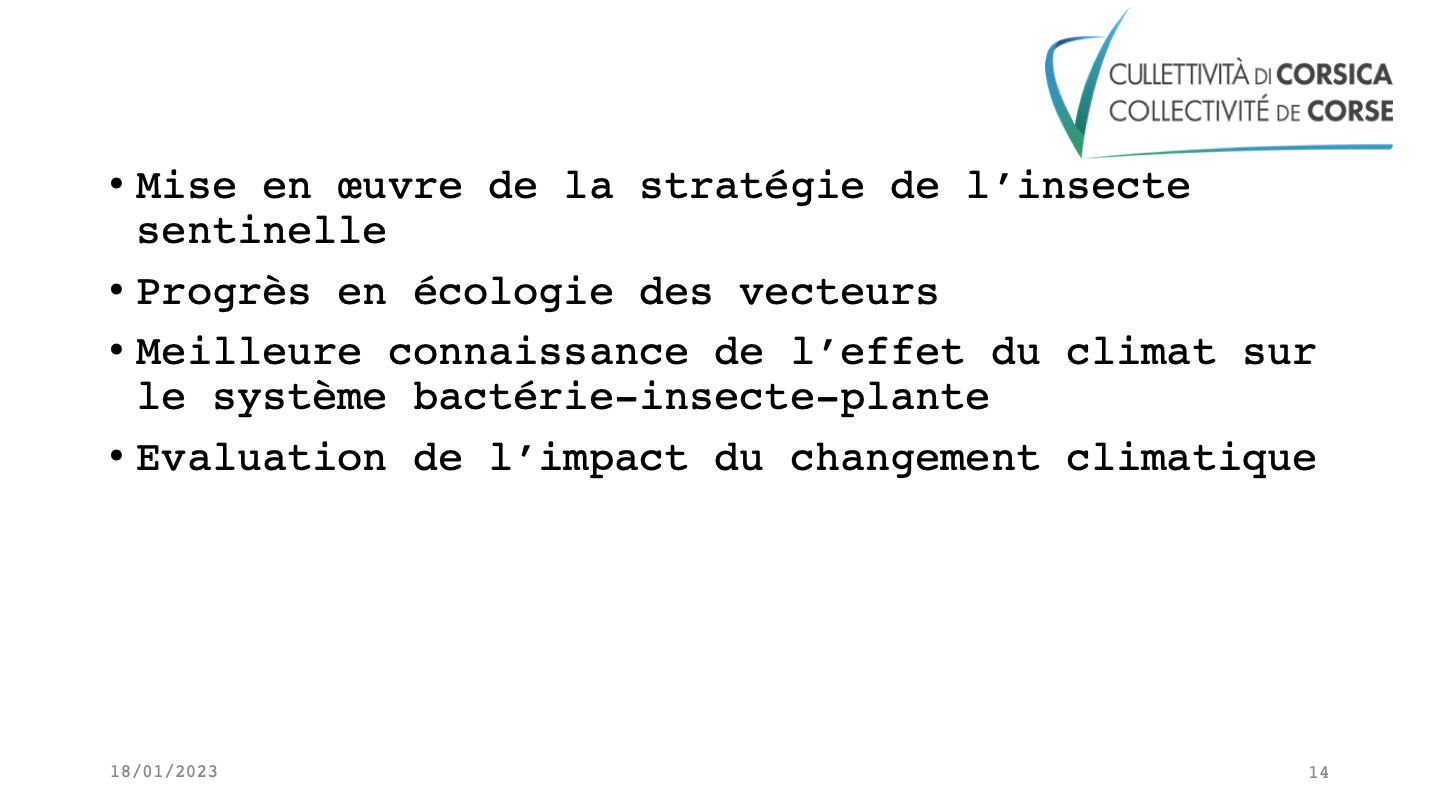 CULLETTIVITÀ DI CORSICA
COLLECTIVITÉ DE CORSE
• Mise en œuvre de la stratégie de l’insecte
sentinelle
• Progrès en écologie des vecteurs
• Meilleure connaissance de l’effet du climat sur
le système bactérie-insecte-plante
• Evaluation de l’impact du changement climatique
18/01/2023
14